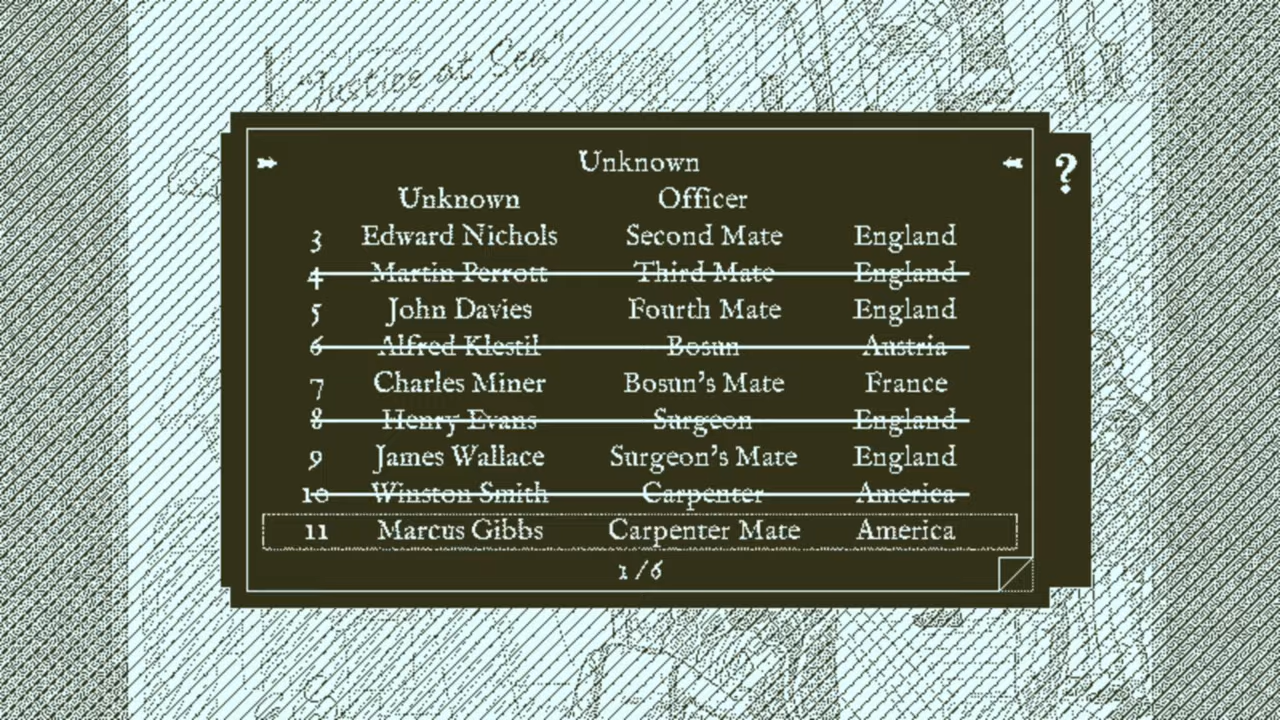 "Justice at Sea"
Unknown
?
Unknown Officer
3 Edward Nichols Second Mate England
4 Martin Perrott Third Mate England
5 John Davies Fourth Mate England
6 Alfred Klestil Bosun Austria
7 Charles Miner Bosun's Mate France
8 Henry Evans Surgeon England
9 James Wallace Surgeon's Mate England
10 Winston Smith Carpenter America
11 Marcus Gibbs Carpenter Mate America
1/6